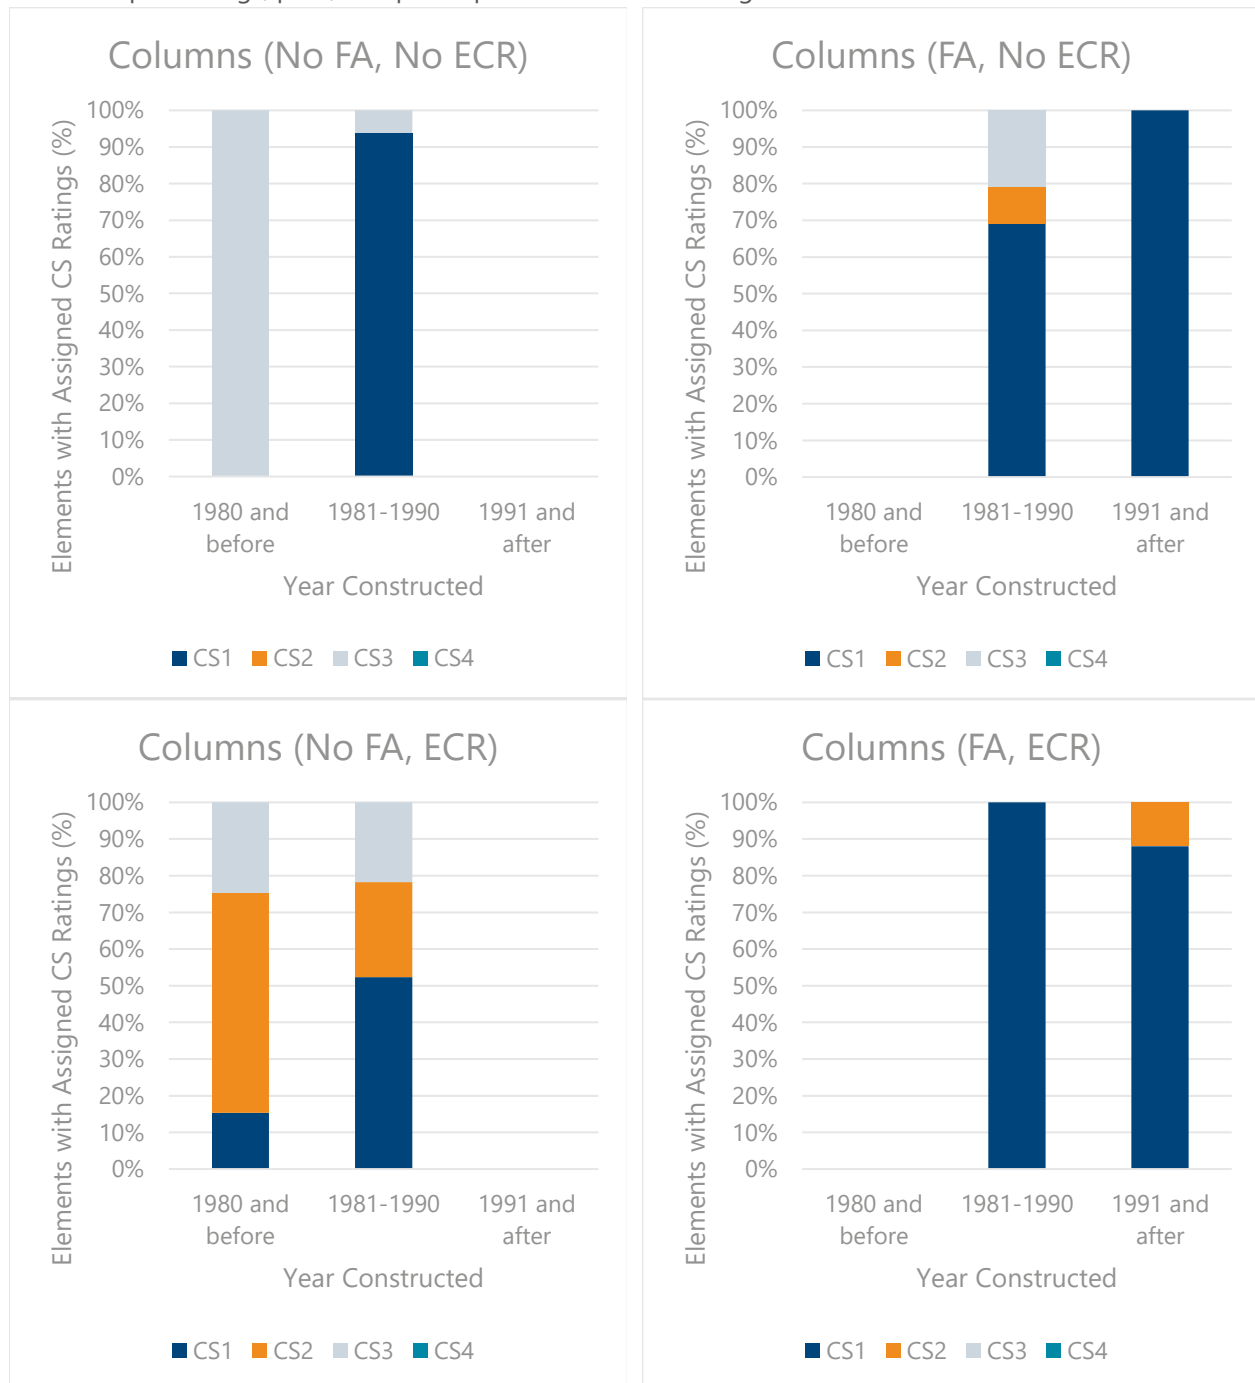 Columns (No FA, No ECR)
Elements with Assigned CS Ratings (%)
100%
90%
80%
70%
60%
50%
40%
30%
20%
10%
0%
1980 and before
1981-1990
1991 and after
Year Constructed
CS1 CS2 CS3 CS4
Columns (FA, No ECR)
Elements with Assigned CS Ratings (%)
100%
90%
80%
70%
60%
50%
40%
30%
20%
10%
0%
1980 and before
1981-1990
1991 and after
Year Constructed
CS1 CS2 CS3 CS4
Columns (No FA, ECR)
Elements with Assigned CS Ratings (%)
100%
90%
80%
70%
60%
50%
40%
30%
20%
10%
0%
1980 and before
1981-1990
1991 and after
Year Constructed
CS1 CS2 CS3 CS4
Columns (FA, ECR)
Elements with Assigned CS Ratings (%)
100%
90%
80%
70%
60%
50%
40%
30%
20%
10%
0%
1980 and before
1981-1990
1991 and after
Year Constructed
CS1 CS2 CS3 CS4